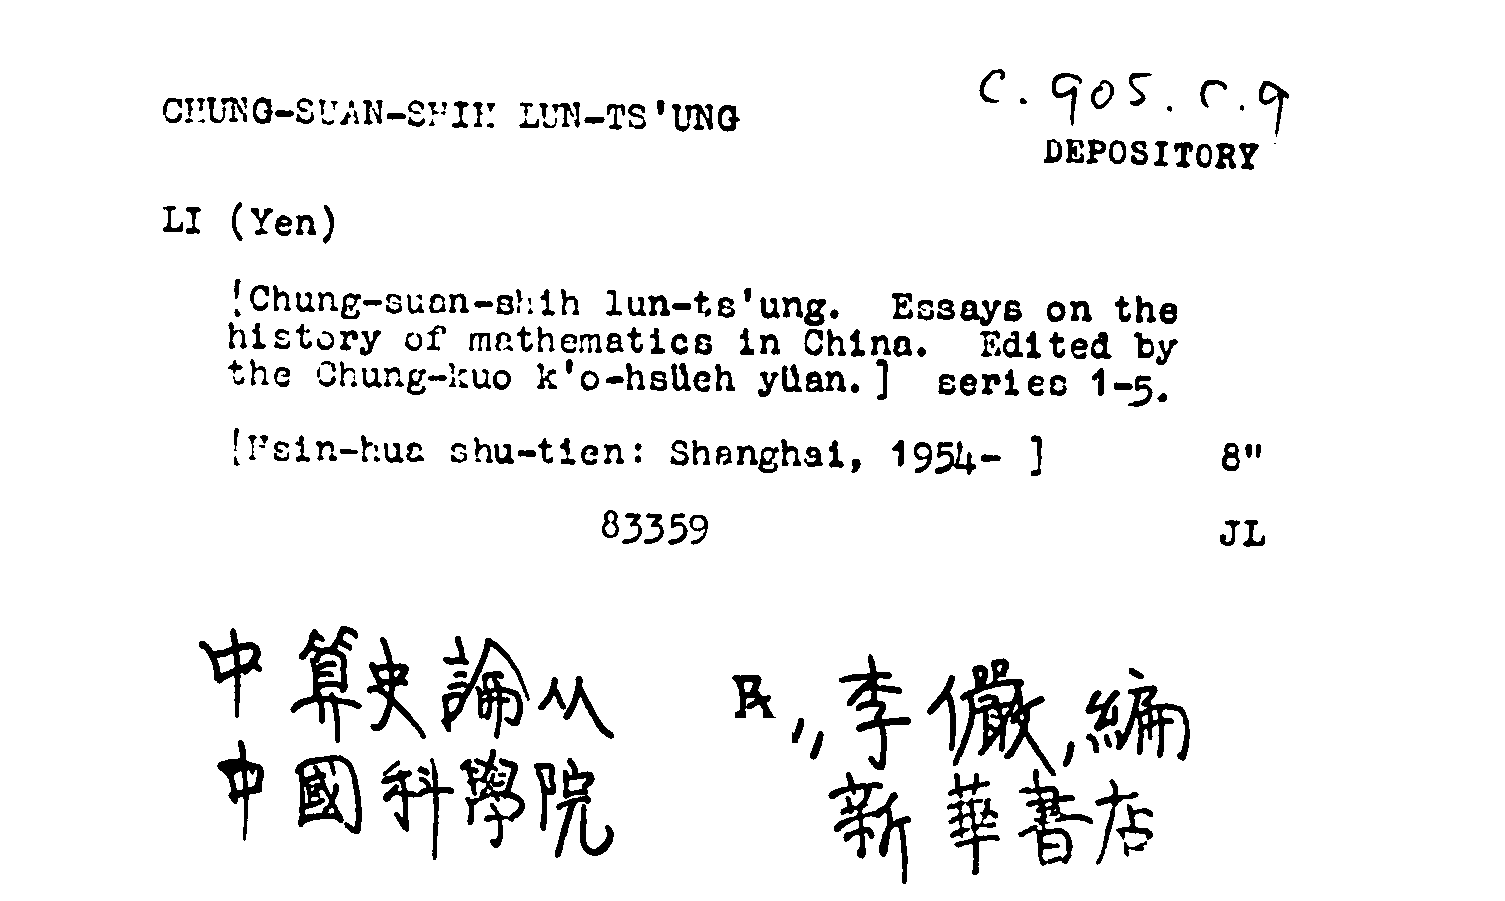 CHUNG-SUAN-SHIH LUN-TS'UNG
C.905.r.9
DEPOSITORY
LI (Yen)
[Chung-suan-shih lun-ts'ung. Essays on the
history of mathematics in China. Edited by
the Chung-kuo k'o-hsüeh yüan.] series 1-5.
[Hsin-hua shu-tien: Shanghai, 1954- ] 8"
83359 JL
中算史論从 李儼,編
中國科學院 新華書店